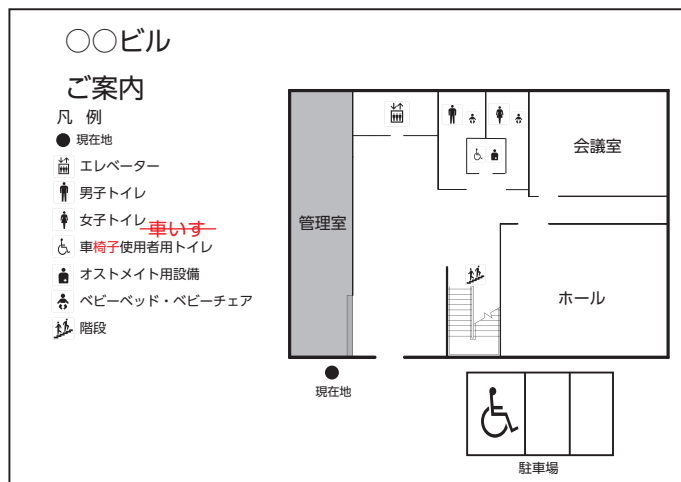 ○○ビル
ご案内
凡 例
現在地
エレベーター
男子トイレ
女子トイレ
車いす
車椅子使用者用トイレ
オストメイト用設備
ベビーベッド・ベビーチェア
階段
管理室
会議室
ホール
現在地
駐車場